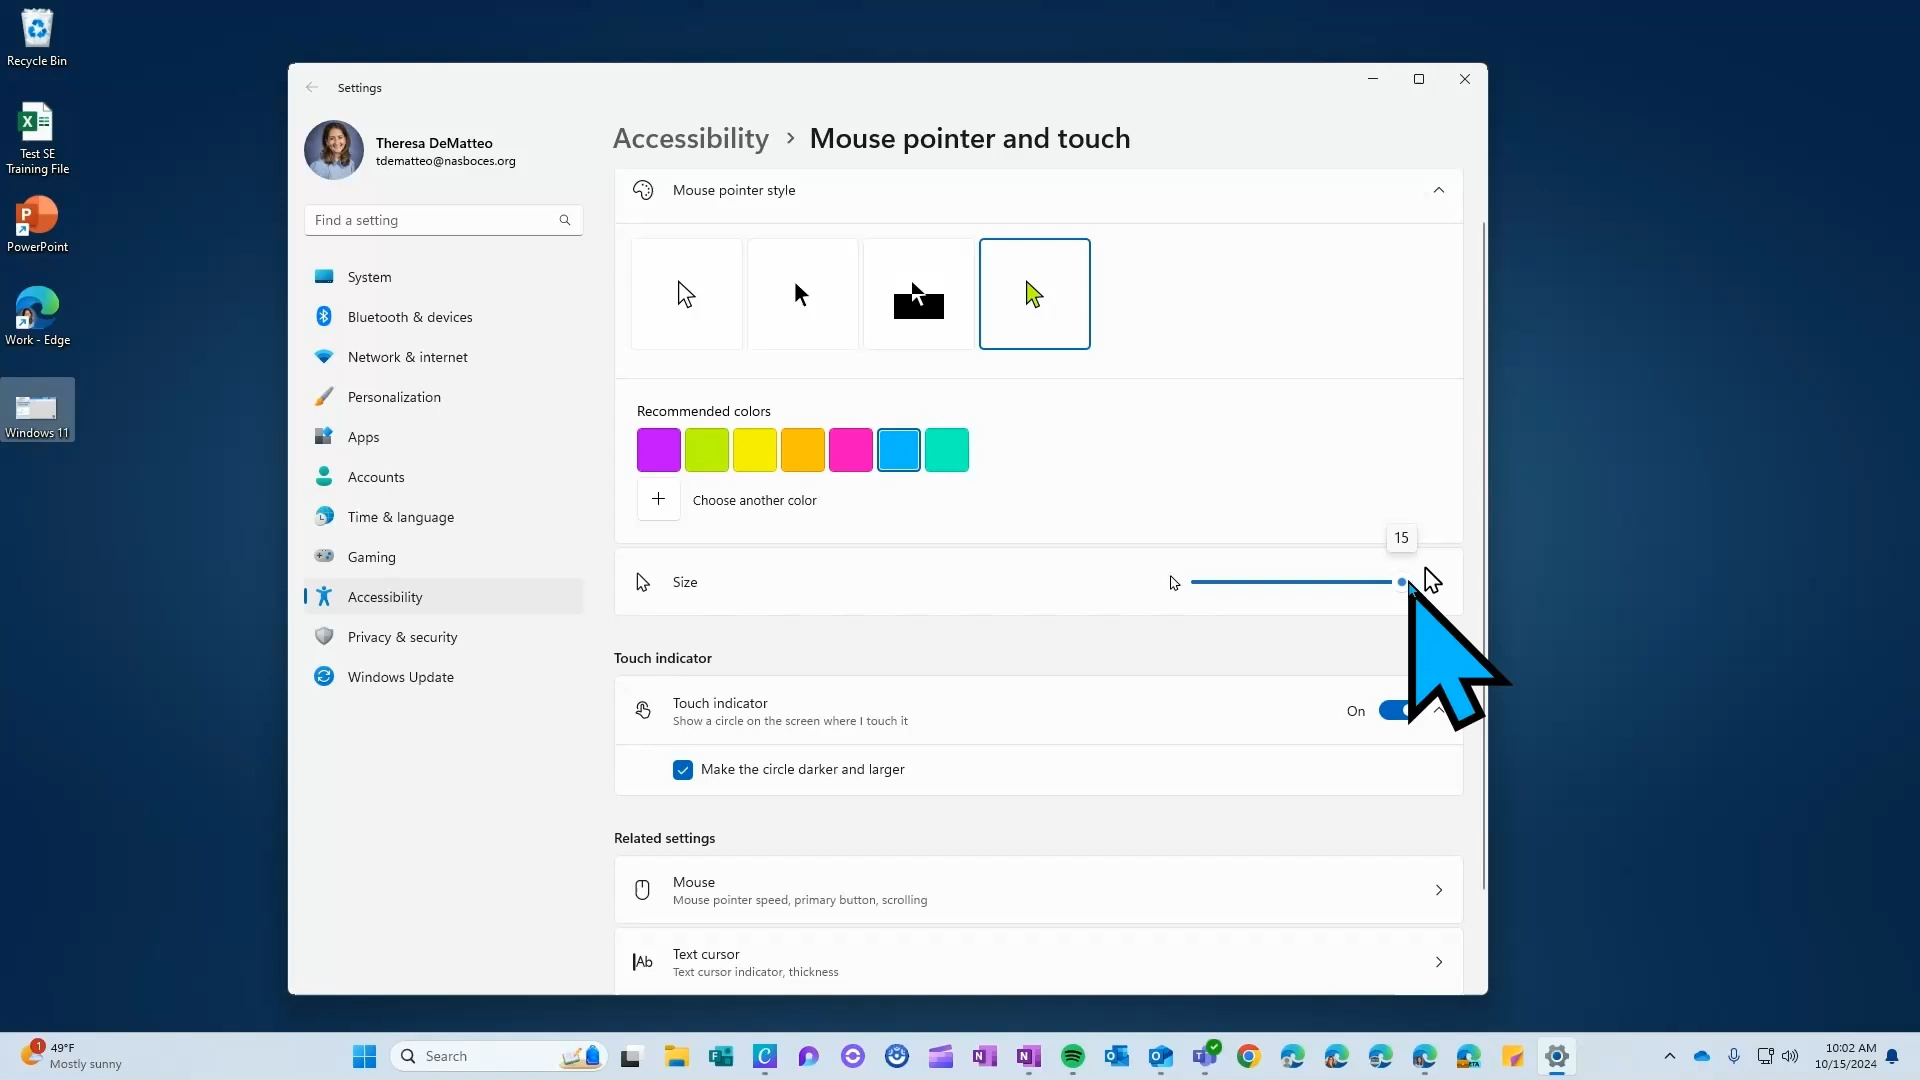 Recycle Bin
Test SE
Training File
PowerPoint
Work - Edge
Windows 11
Settings
Theresa DeMatteo
tdematteo@nasboces.org
Find a setting
System
Bluetooth & devices
Network & internet
Personalization
Apps
Accounts
Time & language
Gaming
Accessibility
Privacy & security
Windows Update
Accessibility > Mouse pointer and touch
Mouse pointer style
Recommended colors
Choose another color
15
Size
Touch indicator
Touch indicator
Show a circle on the screen where I touch it
On
Make the circle darker and larger
Related settings
Mouse
Mouse pointer speed, primary button, scrolling
Ab
Text cursor
Text cursor indicator, thickness
1
49°F
Mostly sunny
Search
10:02 AM
10/15/2024